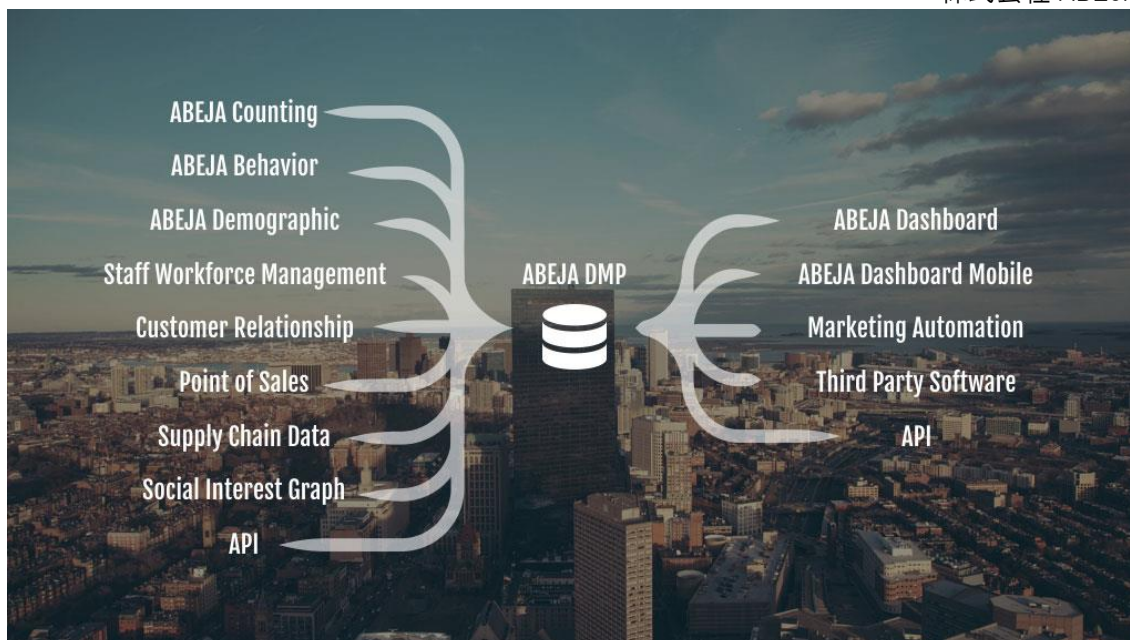 ABEJA Counting
ABEJA Behavior
ABEJA Demographic
Staff Workforce Management
Customer Relationship
Point of Sales
Supply Chain Data
Social Interest Graph
API
ABEJA DMP
ABEJA Dashboard
ABEJA Dashboard Mobile
Marketing Automation
Third Party Software
API